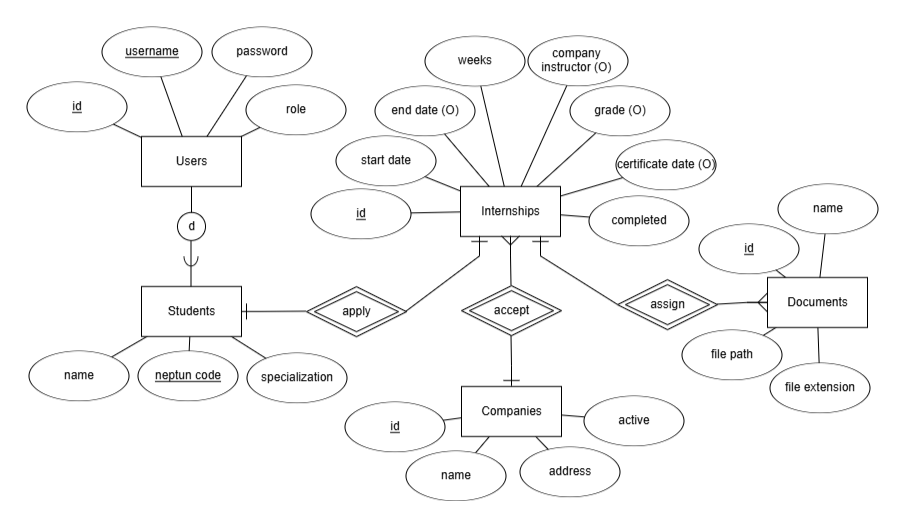 username
password
id
role
Users
d
Students
name
neptun code
specialization
weeks
company
instructor (O)
end date (O)
grade (O)
start date
certificate date (O)
id
Internships
completed
apply
accept
assign
name
id
Documents
file path
file extension
Companies
id
active
name
address